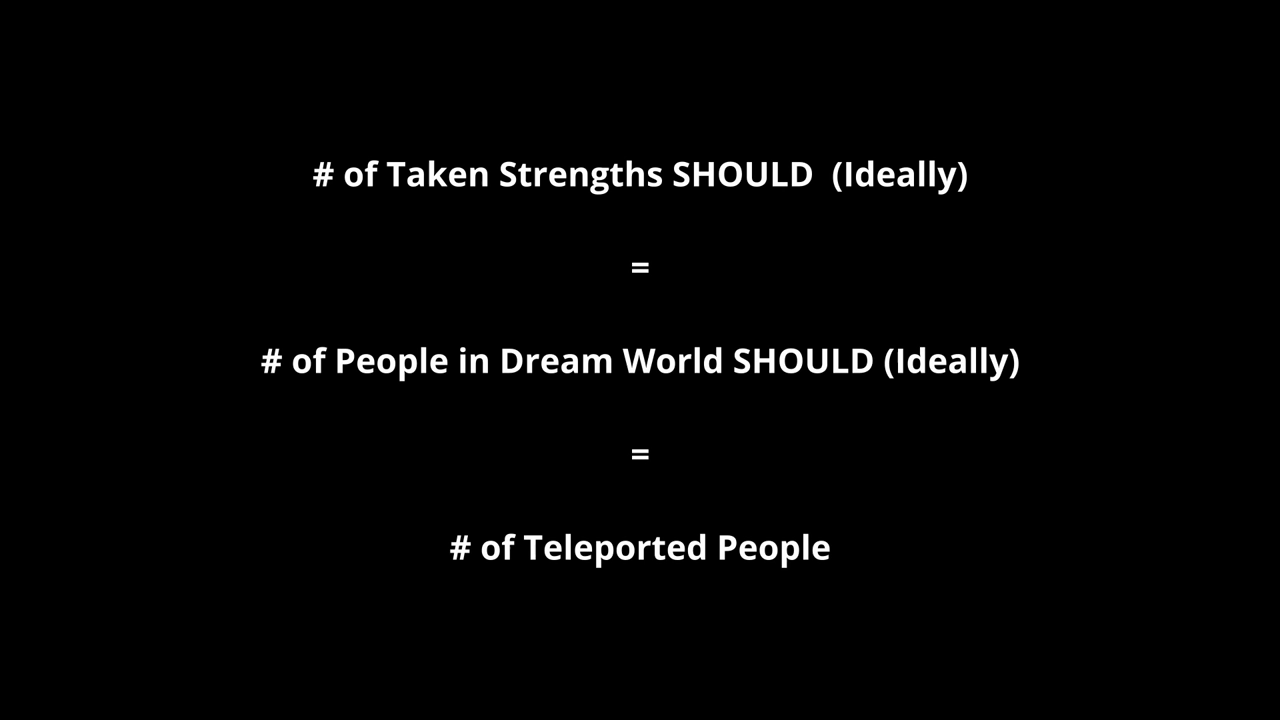 # of Taken Strengths SHOULD  (Ideally)
=
# of People in Dream World SHOULD (Ideally)
=
# of Teleported People